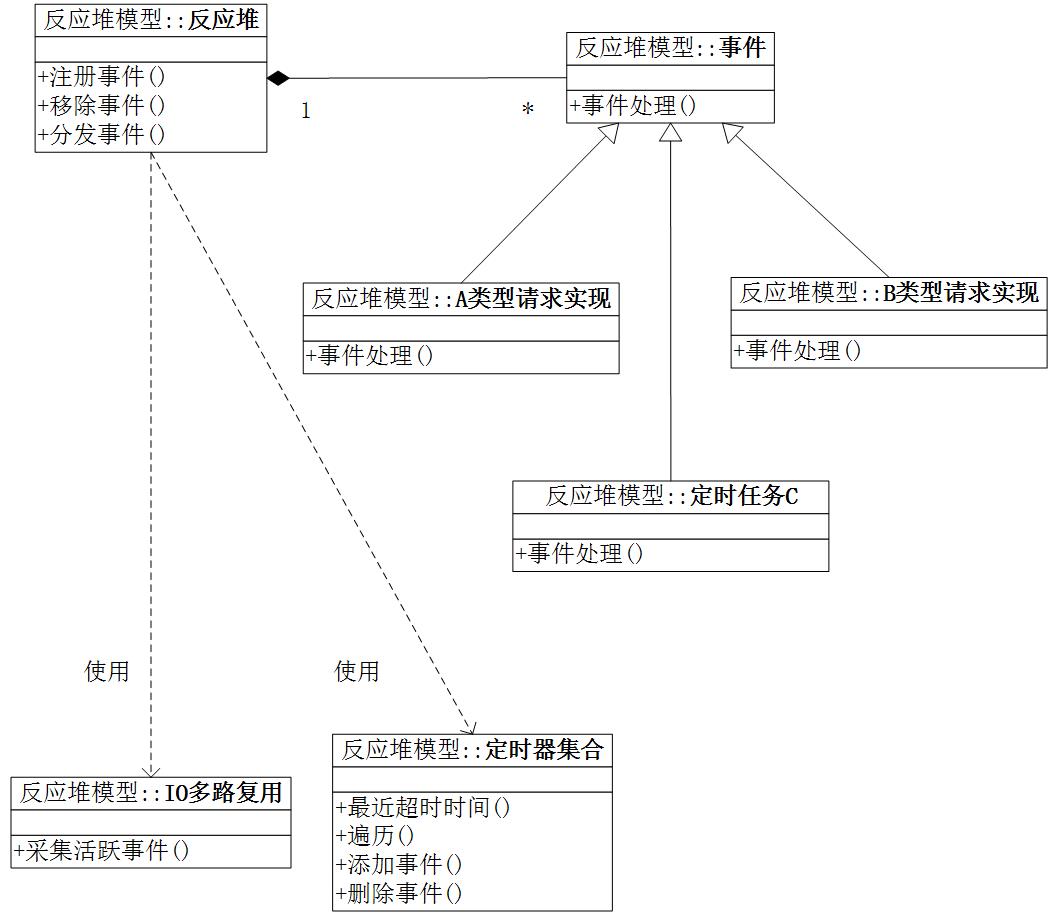 反应堆模型::反应堆
+注册事件()
+移除事件()
+分发事件()
1
*
反应堆模型::事件
+事件处理()
反应堆模型::A类型请求实现
+事件处理()
反应堆模型::B类型请求实现
+事件处理()
反应堆模型::定时任务C
+事件处理()
使用
使用
反应堆模型::定时器集合
+最近超时时间()
+遍历()
+添加事件()
+删除事件()
反应堆模型::IO多路复用
+采集活跃事件()